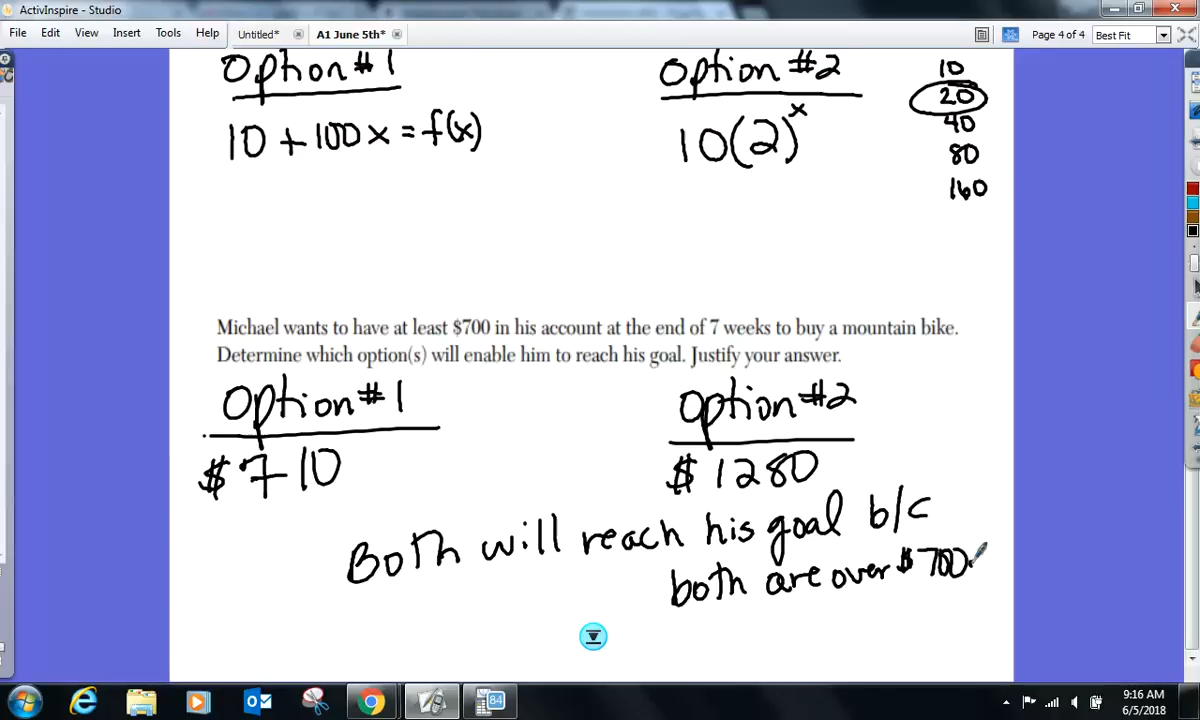 ActivInspire - Studio
File Edit View Insert Tools Help Untitled* A1 June 5th* Page 4 of 4 Best Fit
Option #1
10 + 100x = f(x)
Option #2
10(2)^x
10
20
40
80
160
Michael wants to have at least $700 in his account at the end of 7 weeks to buy a mountain bike.
Determine which option(s) will enable him to reach his goal. Justify your answer.
Option #1
$710
Option #2
$1280
Both will reach his goal b/c
both are over $700.
84
9:16 AM
6/5/2018